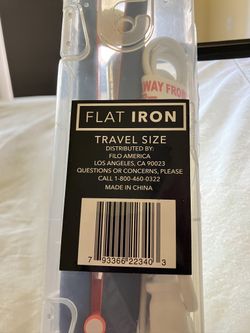 AWAY FROM
FLAT IRON
TRAVEL SIZE
DISTRIBUTED BY:
FILO AMERICA
LOS ANGELES, CA 90023
QUESTIONS OR CONCERNS, PLEASE
CALL 1-800-460-0322
MADE IN CHINA
7 93366 22340 3